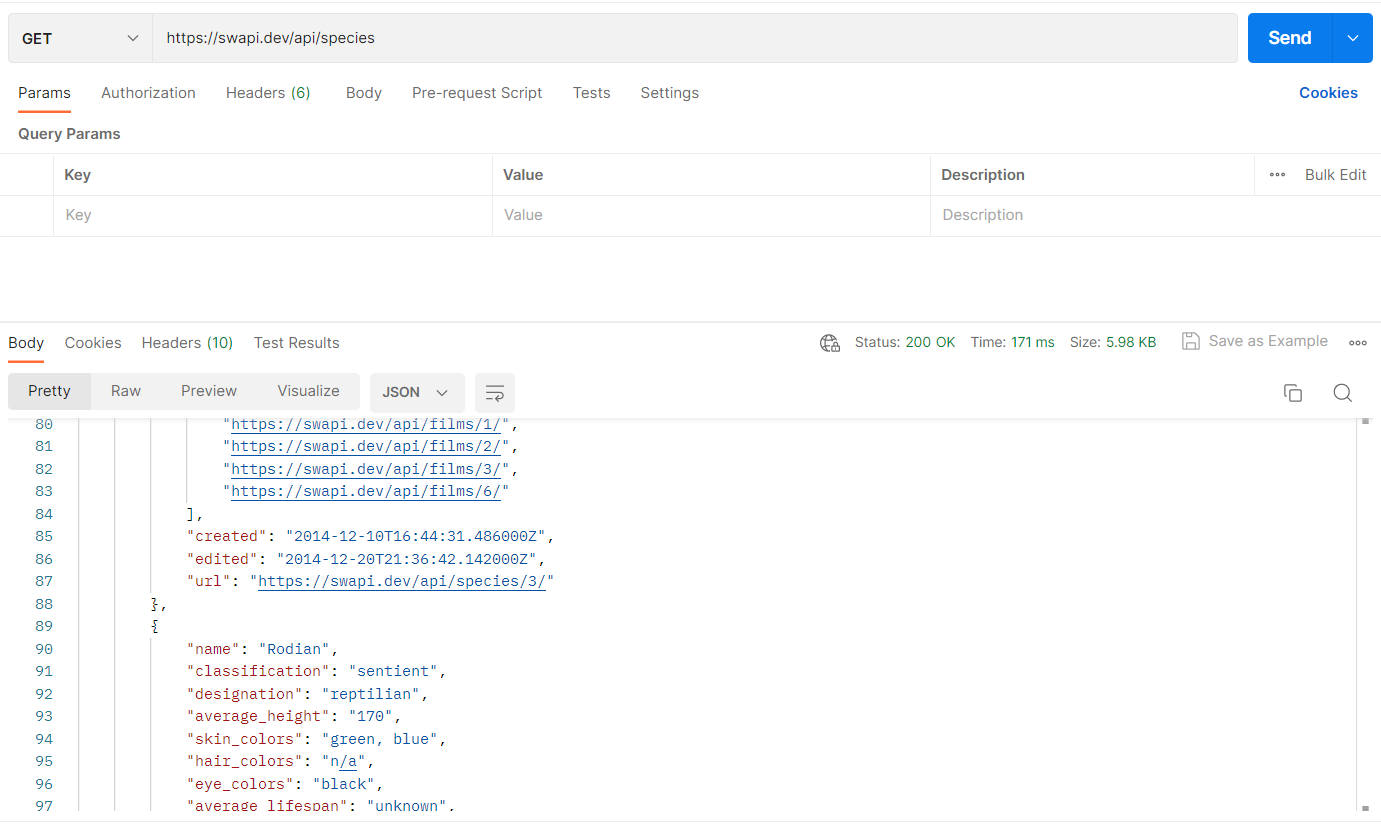 GET https://swapi.dev/api/species Send
Params Authorization Headers (6) Body Pre-request Script Tests Settings Cookies
Query Params
Key Value Description Bulk Edit
Key Value Description
Body Cookies Headers (10) Test Results Status: 200 OK Time: 171 ms Size: 5.98 KB Save as Example
Pretty Raw Preview Visualize JSON
80 "https://swapi.dev/api/films/1/",
81 "https://swapi.dev/api/films/2/",
82 "https://swapi.dev/api/films/3/",
83 "https://swapi.dev/api/films/6/"
84 ],
85 "created": "2014-12-10T16:44:31.486000Z",
86 "edited": "2014-12-20T21:36:42.142000Z",
87 "url": "https://swapi.dev/api/species/3/"
88 },
89 {
90 "name": "Rodian",
91 "classification": "sentient",
92 "designation": "reptilian",
93 "average_height": "170",
94 "skin_colors": "green, blue",
95 "hair_colors": "n/a",
96 "eye_colors": "black",
97 "average_lifespan": "unknown",